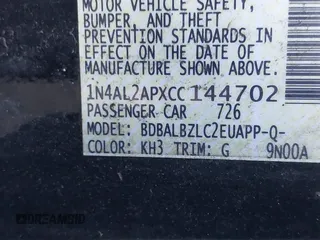 MOTOR VEHICLE SAFETY,
BUMPER, AND THEFT
PREVENTION STANDARDS
IN EFFECT ON THE DATE OF
MANUFACTURE SHOWN ABOVE.
1N4AL2APXCC144702
PASSENGER CAR 726
MODEL: BDBALBZLC2EUAPP-Q-
COLOR: KH3 TRIM: G 9N00A
DREAMBID